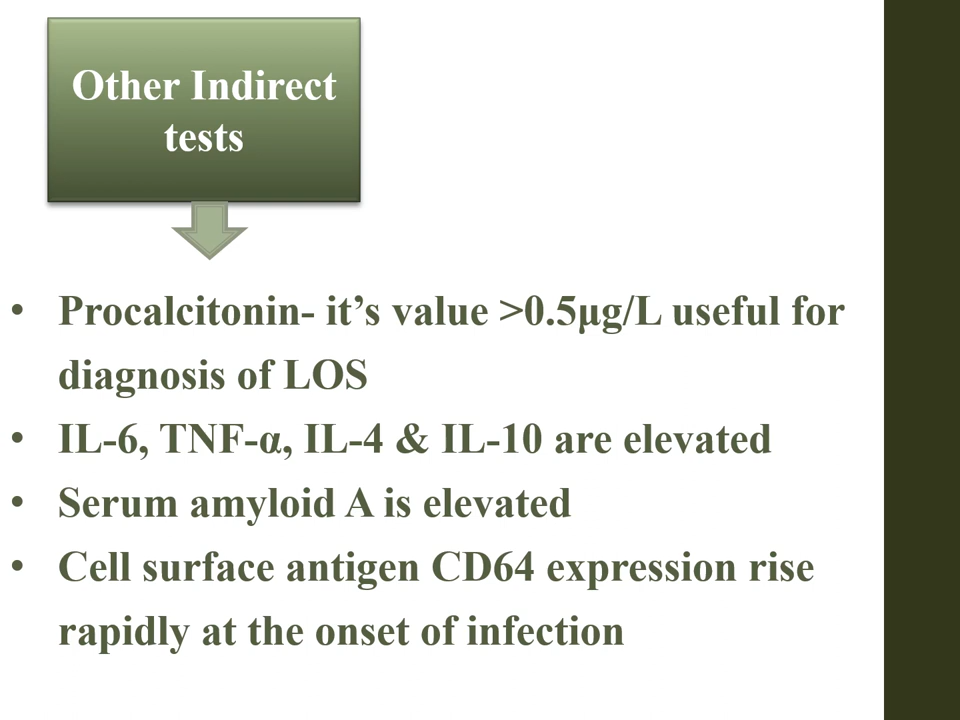 Other Indirect
tests
• Procalcitonin- it’s value >0.5µg/L useful for
diagnosis of LOS
• IL-6, TNF-α, IL-4 & IL-10 are elevated
• Serum amyloid A is elevated
• Cell surface antigen CD64 expression rise
rapidly at the onset of infection